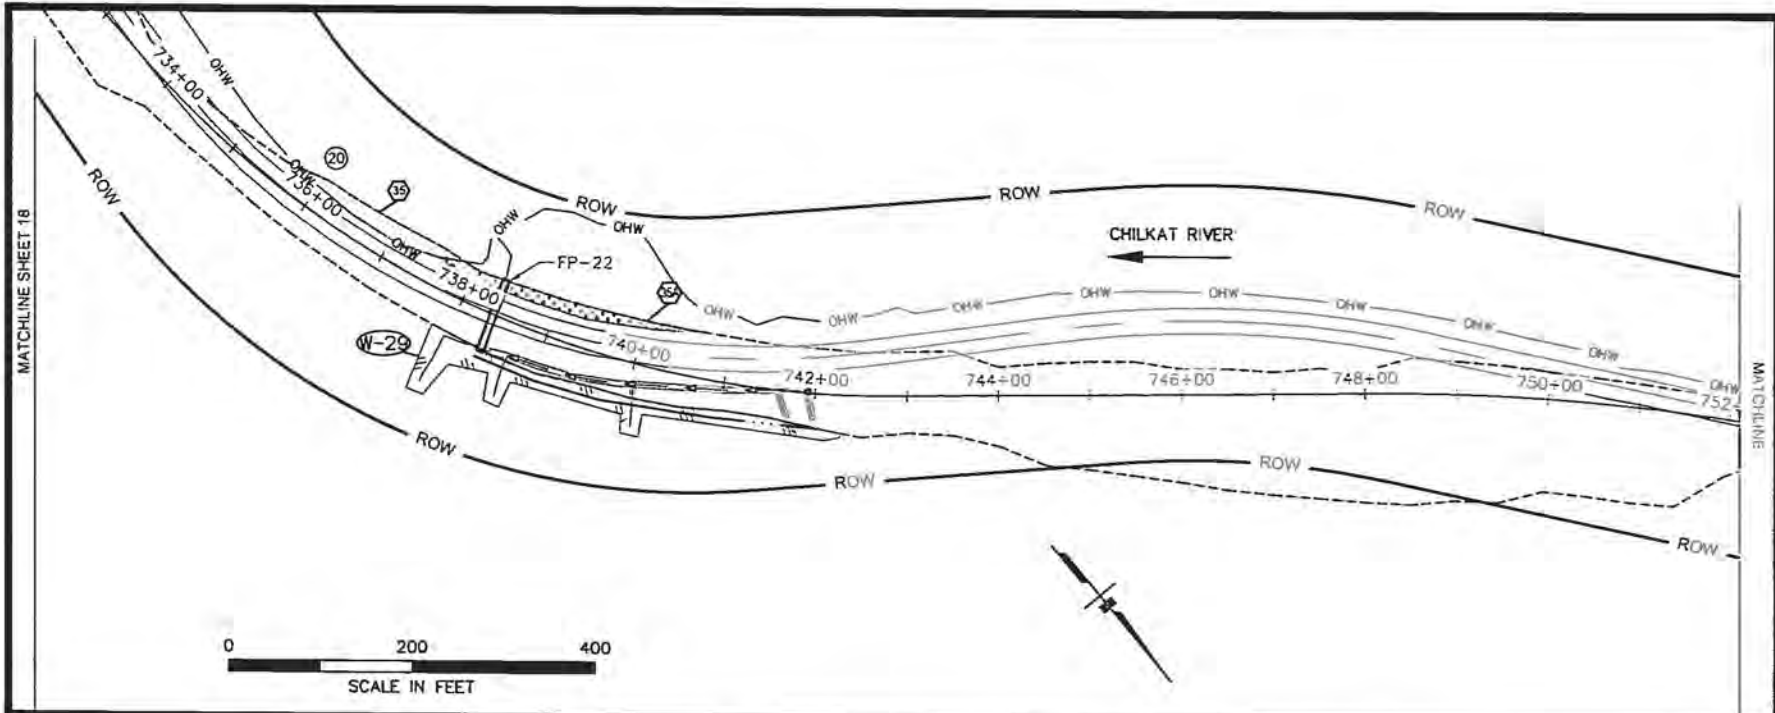 MATCHLINE SHEET 18
734+00
OHW
ROW
20
35
OHW
736+00
OHW
OHW
738+00
FP-22
W-29
ROW
OHW
ROW
35A
740+00
OHW
OHW
742+00
ROW
ROW
CHILKAT RIVER
OHW
744+00
OHW
746+00
OHW
ROW
ROW
OHW
748+00
OHW
750+00
OHW
OHW
752+
ROW
MATCHLINE
0 200 400
SCALE IN FEET